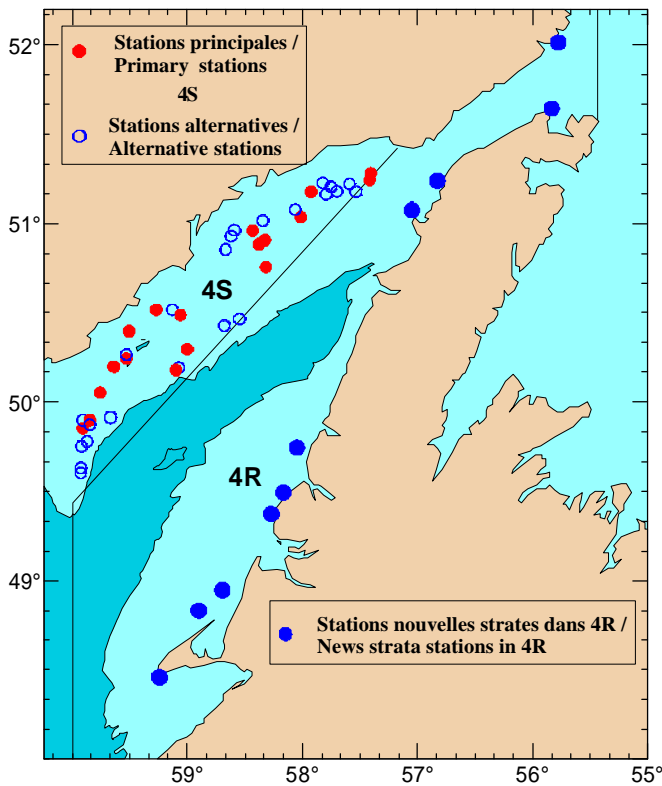 52°
Stations principales /
Primary stations
4S
Stations alternatives /
Alternative stations
51°
4S
50°
4R
49°
Stations nouvelles strates dans 4R /
News strata stations in 4R
59°
58°
57°
56°
55°